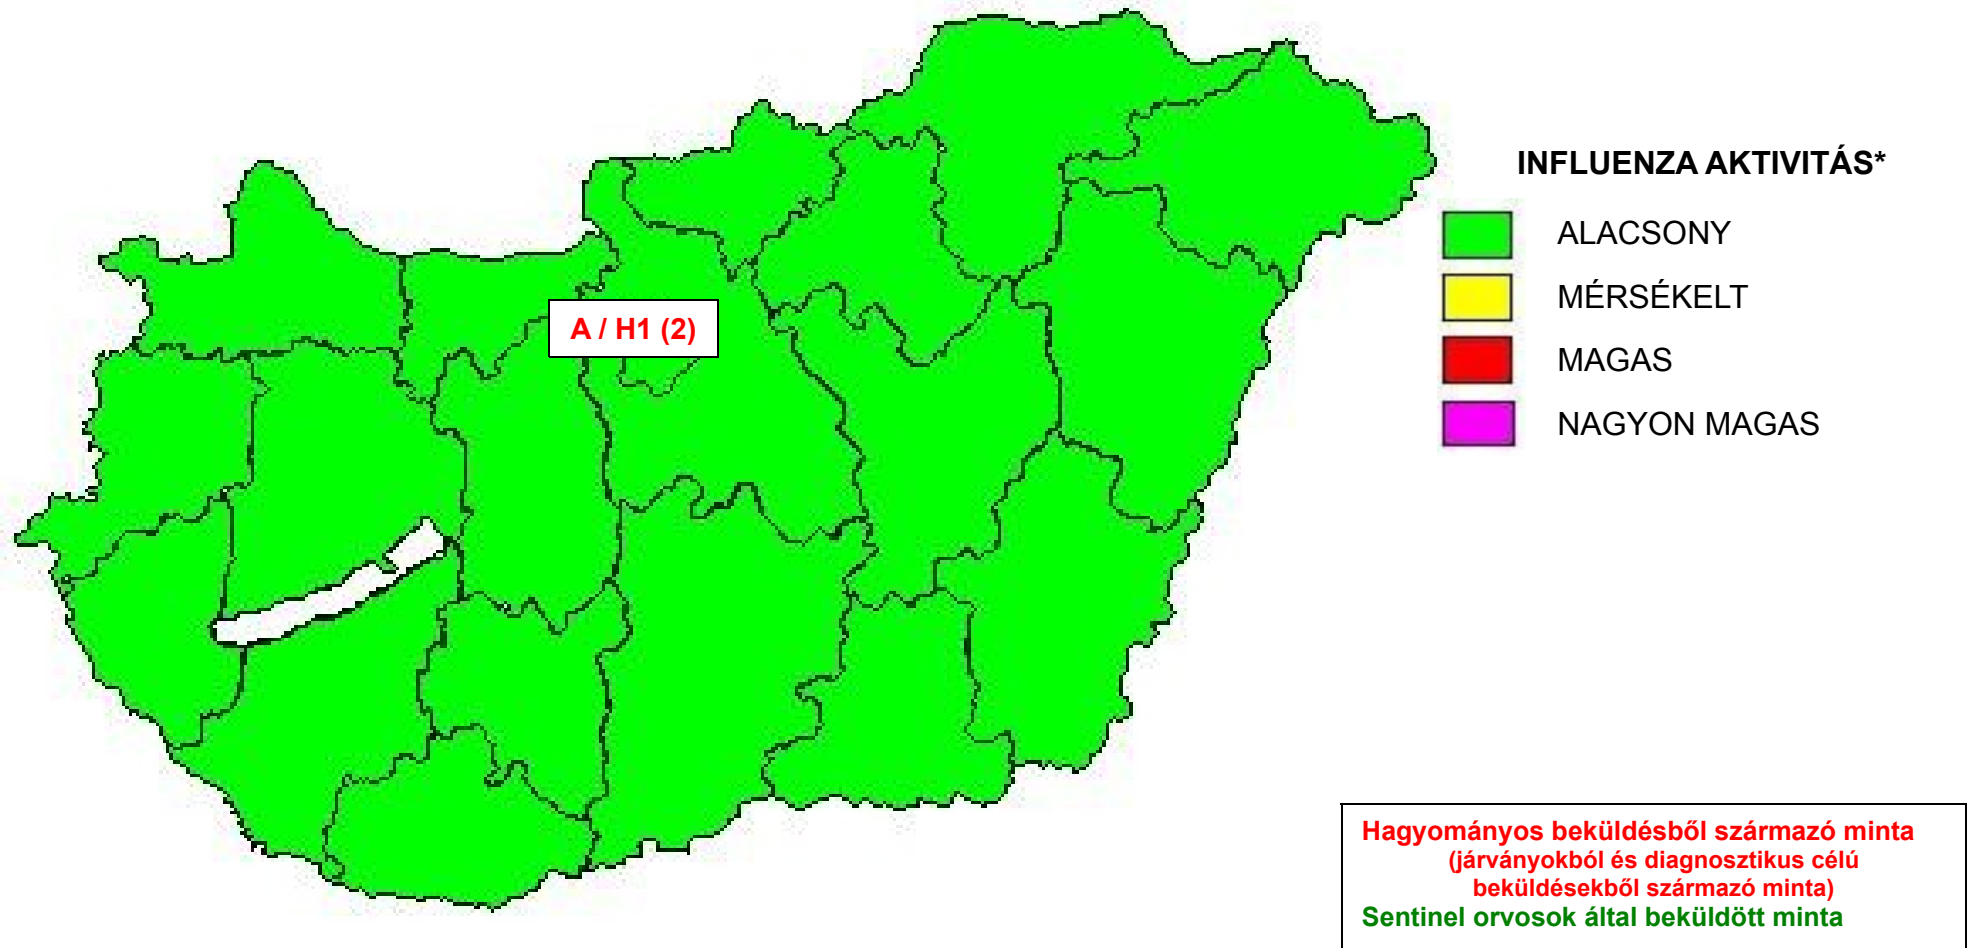 INFLUENZA AKTIVITÁS*
ALACSONY
MÉRSÉKELT
MAGAS
NAGYON MAGAS
A / H1 (2)
Hagyományos beküldésből származó minta
(járványokból és diagnosztikus célú
beküldésekből származó minta)
Sentinel orvosok által beküldött minta